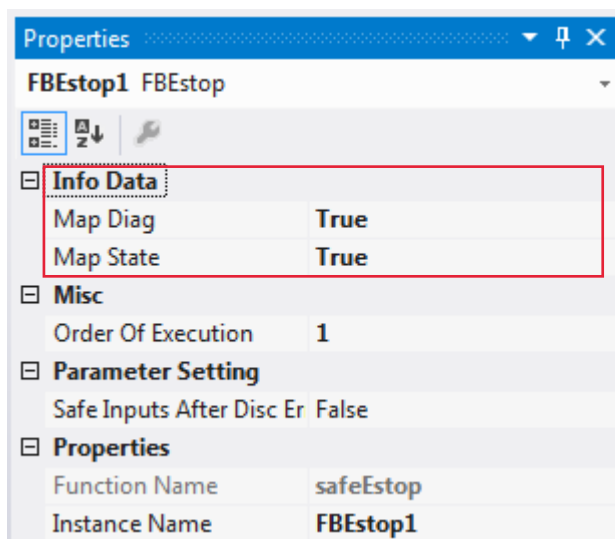 Properties
FBEstop1 FBEstop
Info Data
Map Diag True
Map State True
Misc
Order Of Execution 1
Parameter Setting
Safe Inputs After Disc Er False
Properties
Function Name safeEstop
Instance Name FBEstop1